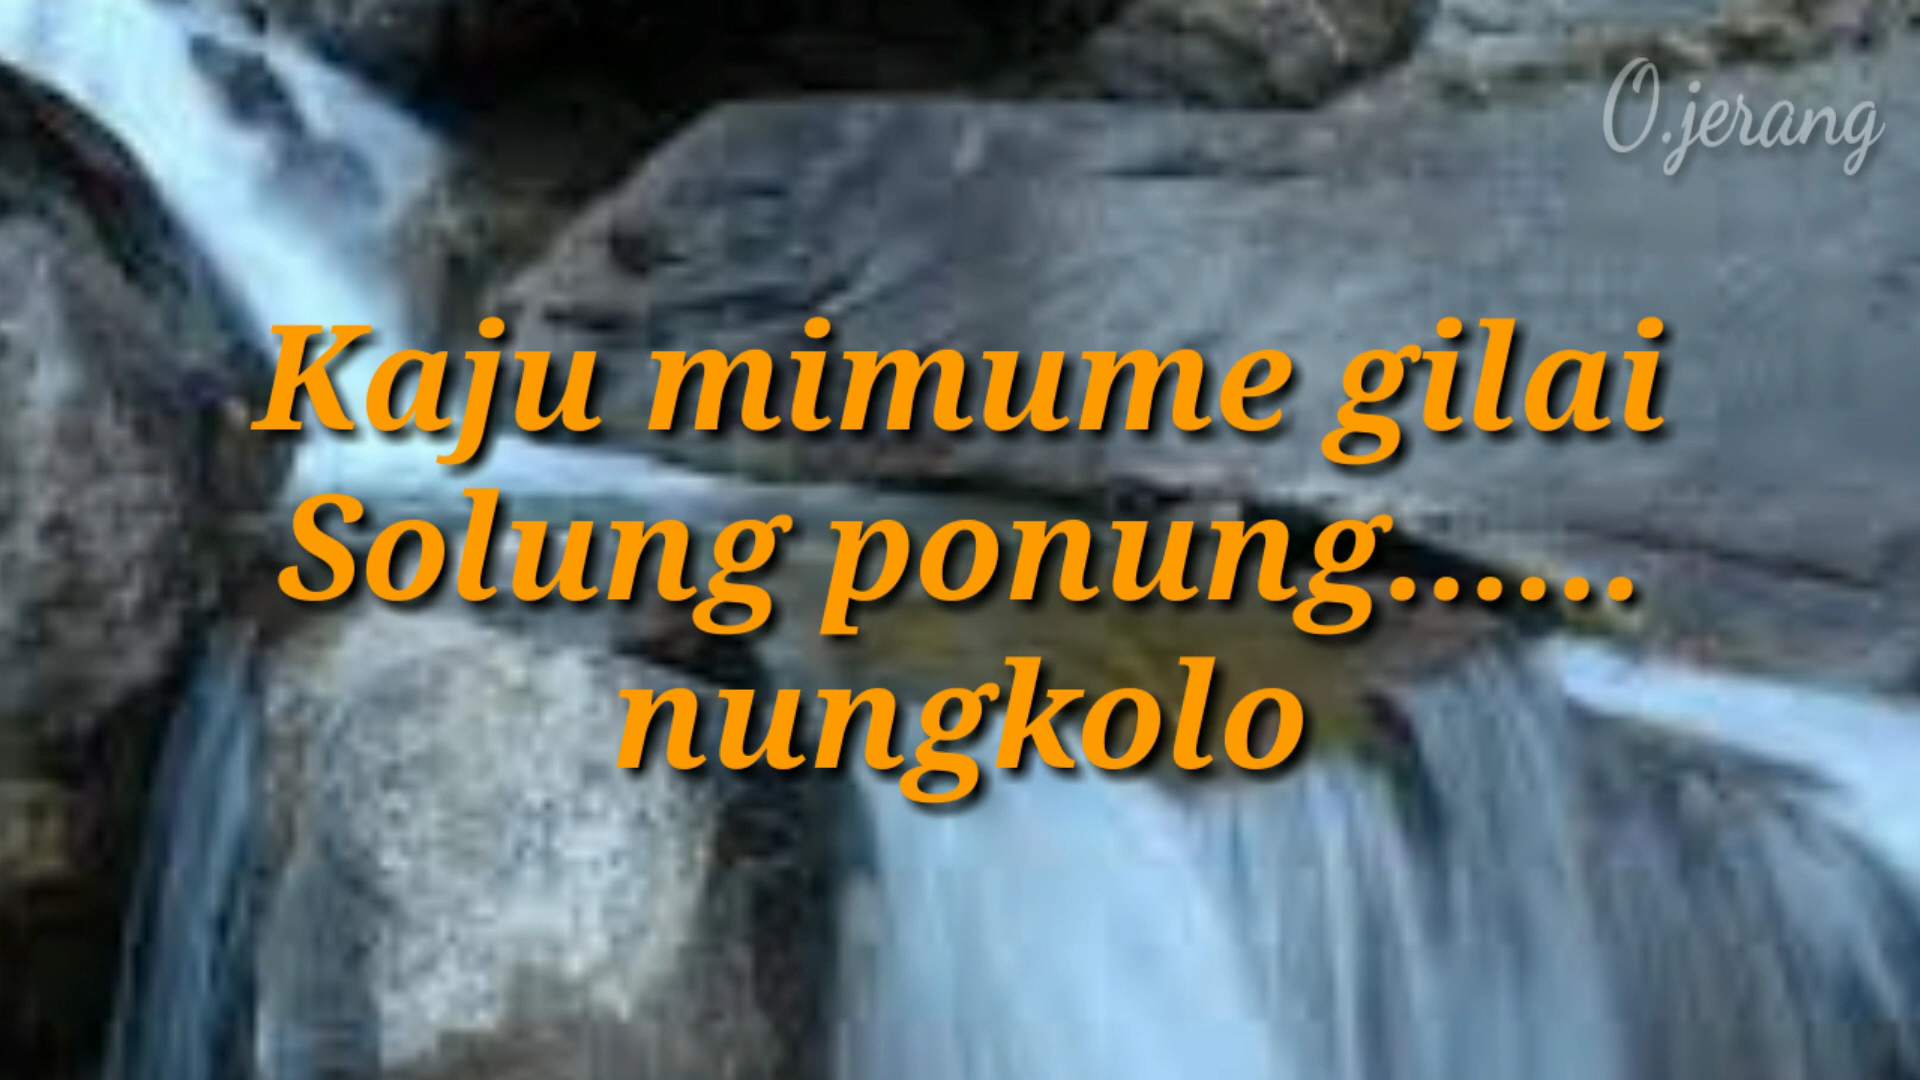 O.jerang
Kaju mimume gilai
Solung ponung......
nungkolo